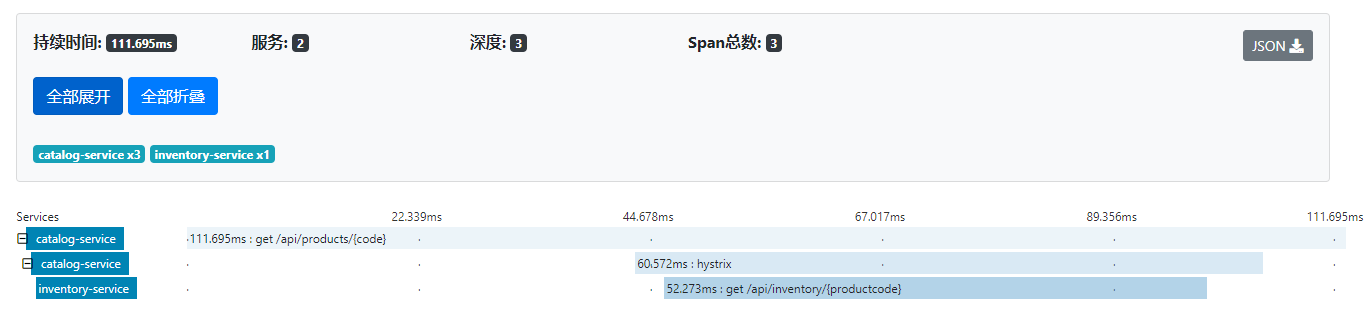 持续时间: 111.695ms 服务: 2 深度: 3 Span总数: 3 JSON
全部展开 全部折叠
catalog-service x3 inventory-service x1
Services 22.339ms 44.678ms 67.017ms 89.356ms 111.695ms
catalog-service 111.695ms : get /api/products/{code}
catalog-service 60.572ms : hystrix
inventory-service 52.273ms : get /api/inventory/{productcode}